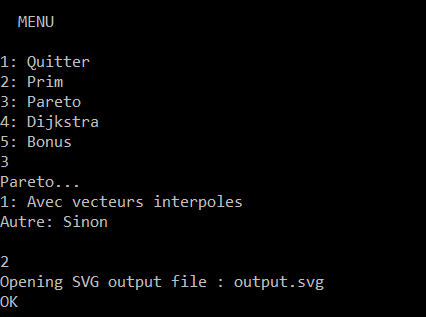 MENU
1: Quitter
2: Prim
3: Pareto
4: Dijkstra
5: Bonus
3
Pareto...
1: Avec vecteurs interpoles
Autre: Sinon
2
Opening SVG output file : output.svg
OK